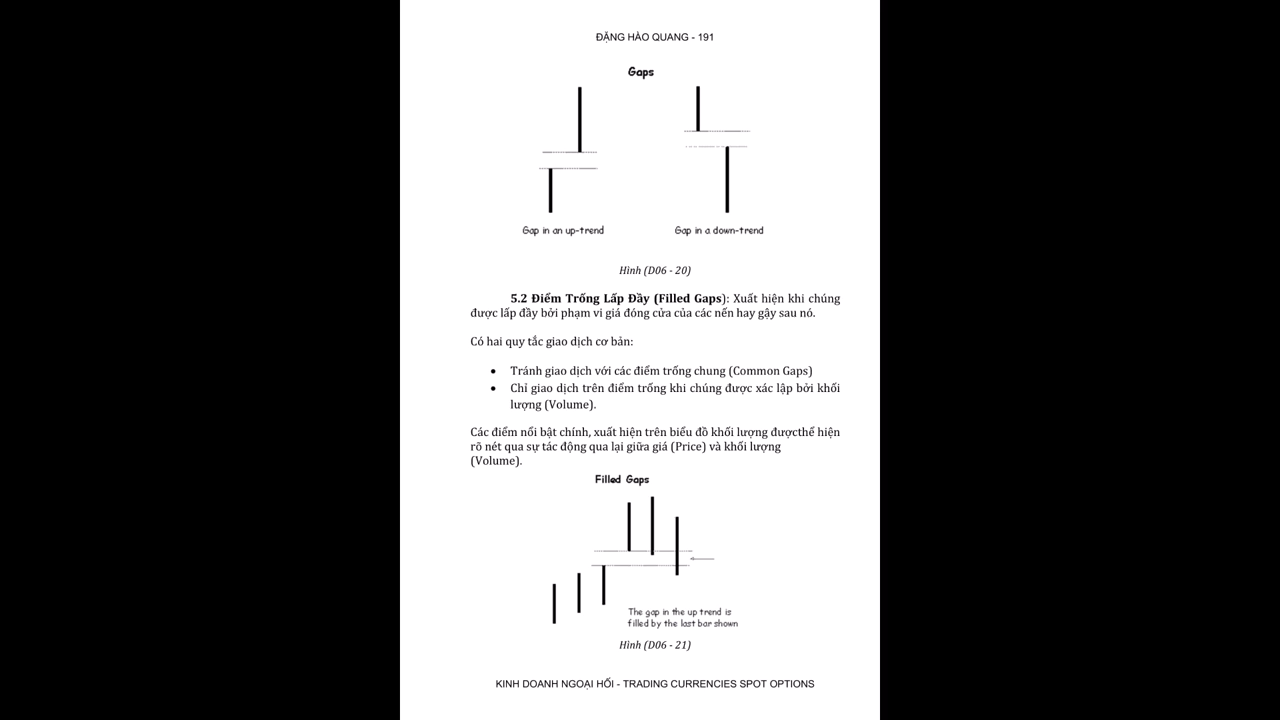 ĐẶNG HÀO QUANG - 191
Gaps
Gap in an up-trend
Gap in a down-trend
Hình (D06 - 20)
5.2 Điểm Trống Lấp Đầy (Filled Gaps): Xuất hiện khi chúng
được lấp đầy bởi phạm vi giá đóng cửa của các nến hay gậy sau nó.
Có hai quy tắc giao dịch cơ bản:
• Tránh giao dịch với các điểm trống chung (Common Gaps)
• Chỉ giao dịch trên điểm trống khi chúng được xác lập bởi khối
lượng (Volume).
Các điểm nổi bật chính, xuất hiện trên biểu đồ khối lượng đượcthể hiện
rõ nét qua sự tác động qua lại giữa giá (Price) và khối lượng
(Volume).
Filled Gaps
The gap in the up trend is
filled by the last bar shown
Hình (D06 - 21)
KINH DOANH NGOẠI HỐI - TRADING CURRENCIES SPOT OPTIONS